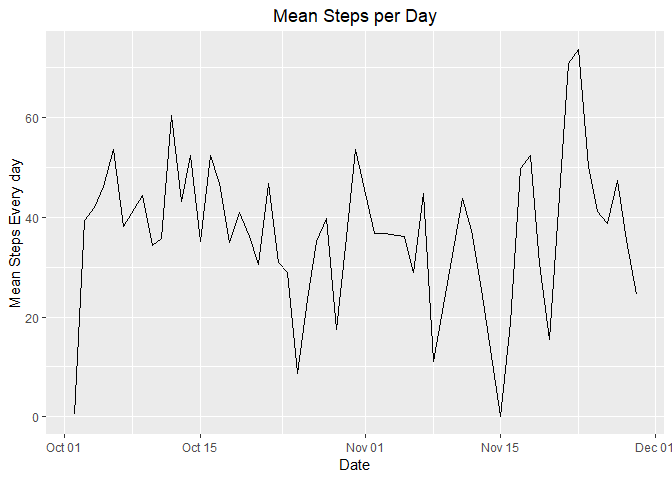 Mean Steps per Day
Mean Steps Every day
60
40
20
0
Oct 01
Oct 15
Nov 01
Nov 15
Dec 01
Date